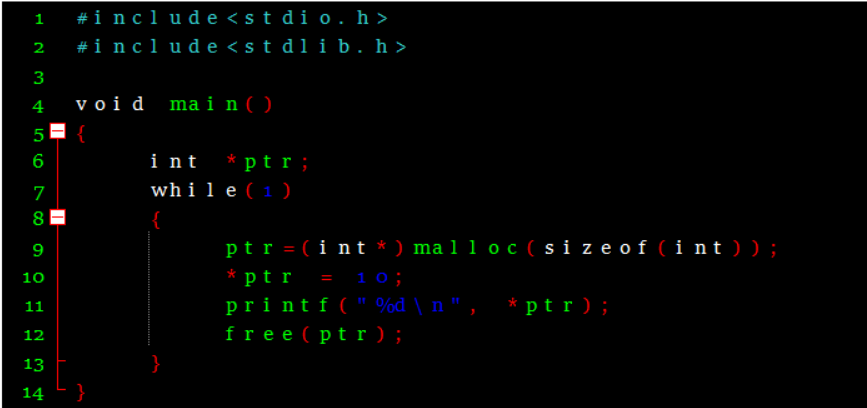 1 #include<stdio.h>
2 #include<stdlib.h>
3
4 void main()
5 {
6 int *ptr;
7 while(1)
8 {
9 ptr=(int*)malloc(sizeof(int));
10 *ptr = 10;
11 printf("%d\n", *ptr);
12 free(ptr);
13 }
14 }